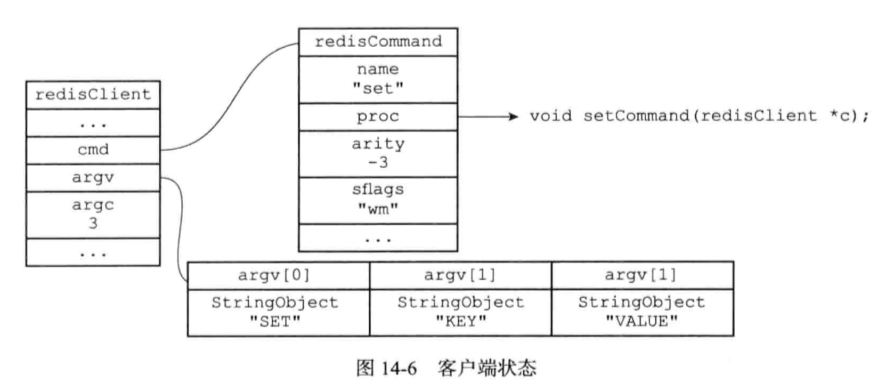 redisClient
...
cmd
argv
argc
3
...
redisCommand
name
"set"
proc
arity
-3
sflags
"wm"
...
void setCommand(redisClient *c);
argv[0] argv[1] argv[1]
StringObject StringObject StringObject
"SET" "KEY" "VALUE"
图 14-6 客户端状态